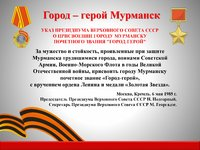 Город – герой Мурманск
УКАЗ ПРЕЗИДИУМА ВЕРХОВНОГО СОВЕТА СССР
О ПРИСВОЕНИИ ГОРОДУ МУРМАНСКУ
ПОЧЕТНОГО ЗВАНИЯ "ГОРОД-ГЕРОЙ"
За мужество и стойкость, проявленные при защите
Мурманска трудящимися города, воинами Советской
Армии, Военно-Морского Флота в годы Великой
Отечественной войны, присвоить городу Мурманску
почетное звание «Город-герой»
с вручением ордена Ленина и медали «Золотая Звезда».
Москва, Кремль. 6 мая 1985 г.
Председатель Президиума Верховного Совета СССР
Секретарь Президиума Верховного Совета СССР М.